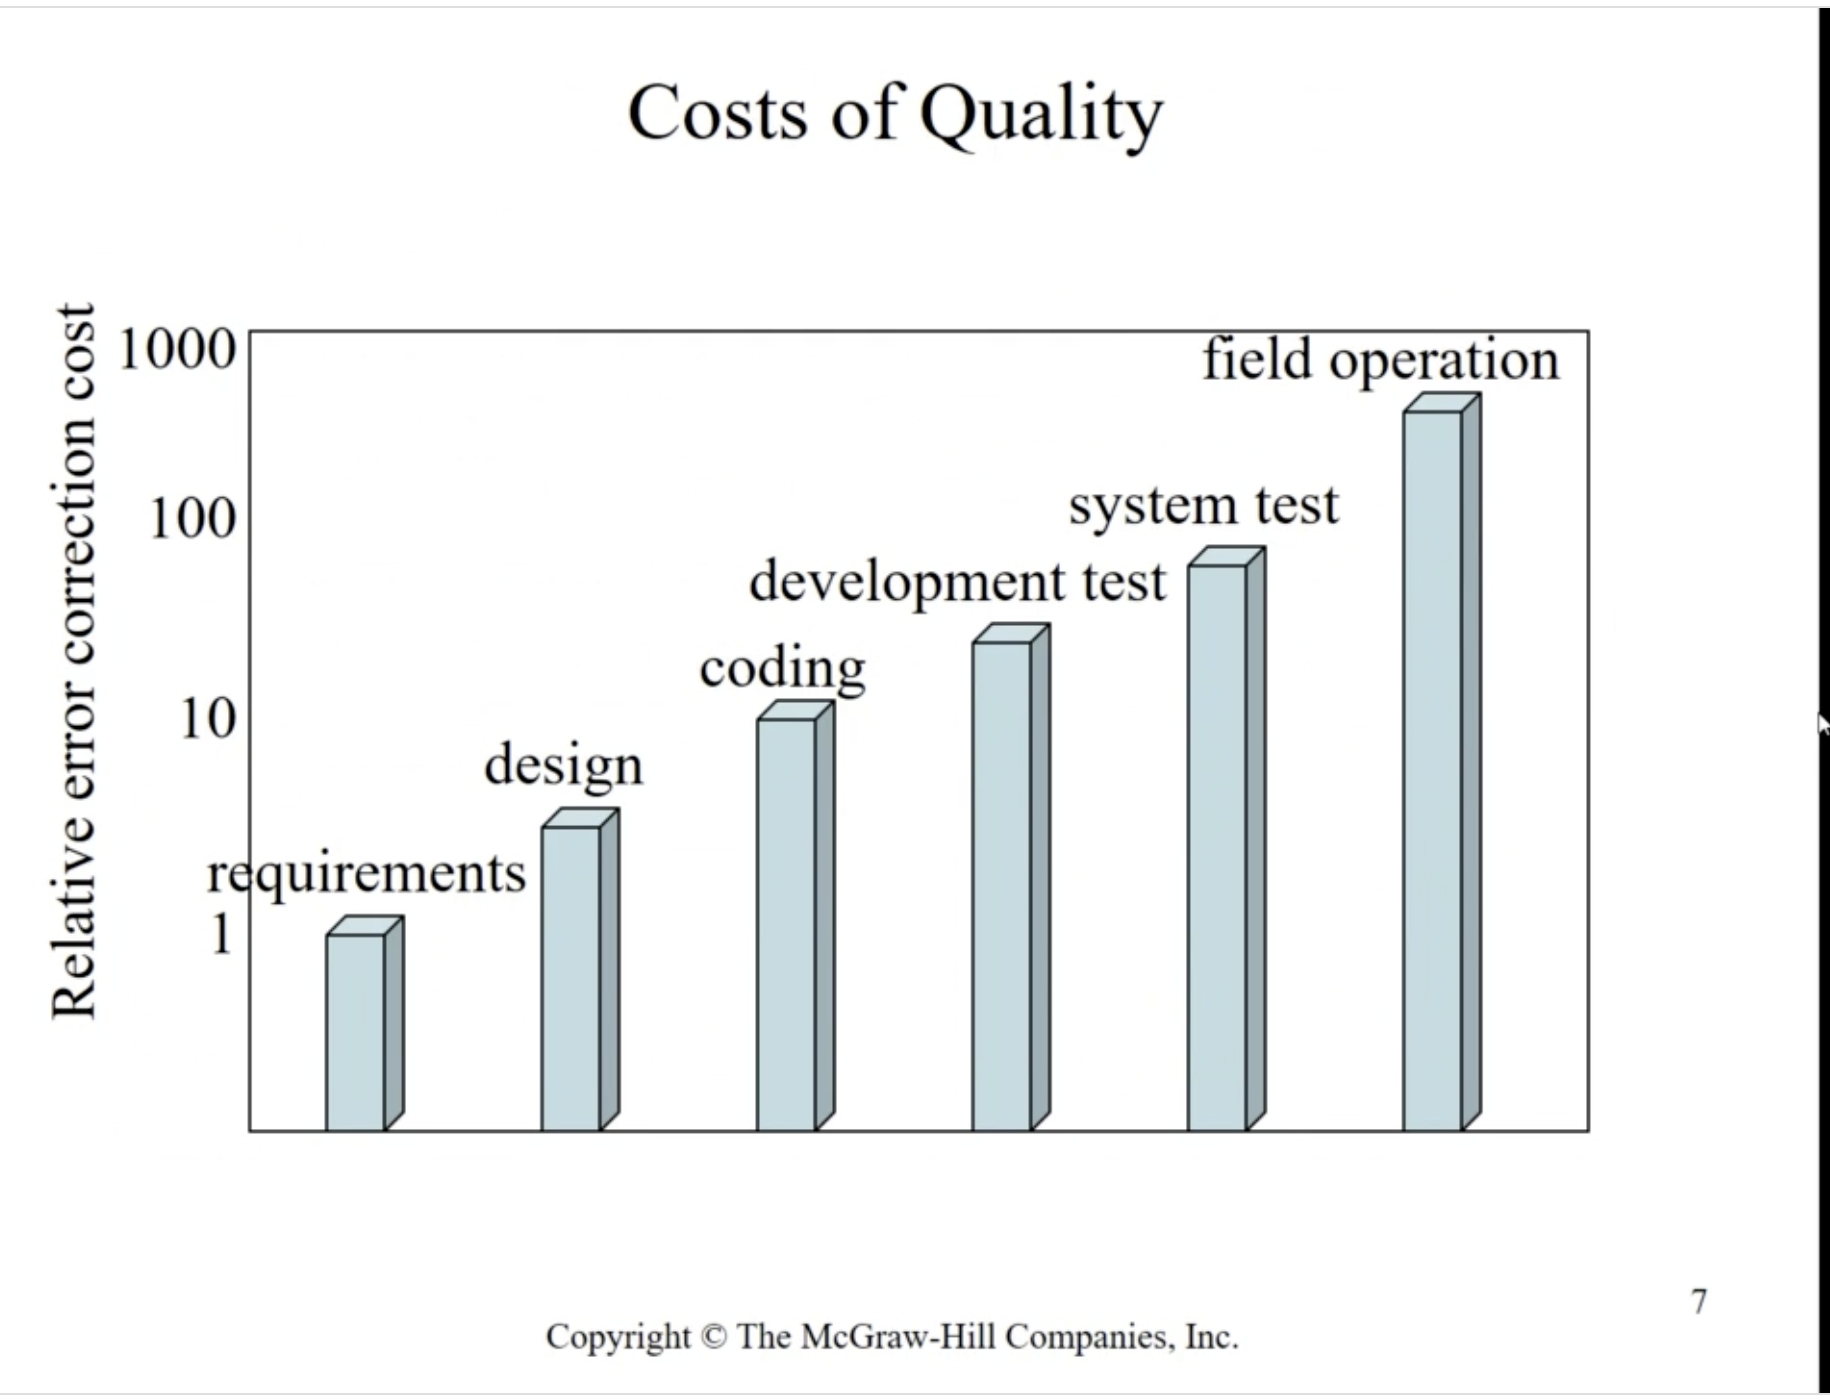 Costs of Quality
Relative error correction cost
1000
100
10
1
requirements
design
coding
development test
system test
field operation
7
Copyright © The McGraw-Hill Companies, Inc.